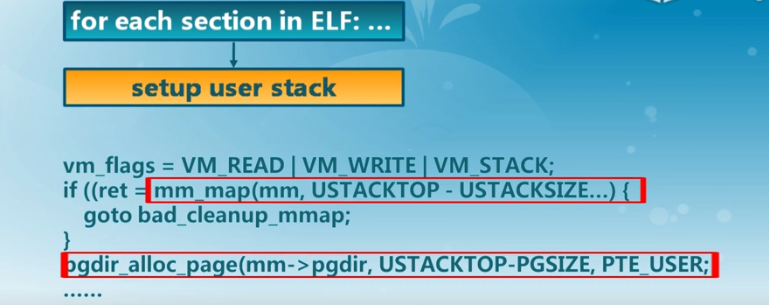 for each section in ELF: ...
setup user stack
vm_flags = VM_READ | VM_WRITE | VM_STACK;
if ((ret = mm_map(mm, USTACKTOP - USTACKSIZE...) {
goto bad_cleanup_mmap;
}
pgdir_alloc_page(mm->pgdir, USTACKTOP-PGSIZE, PTE_USER;
......